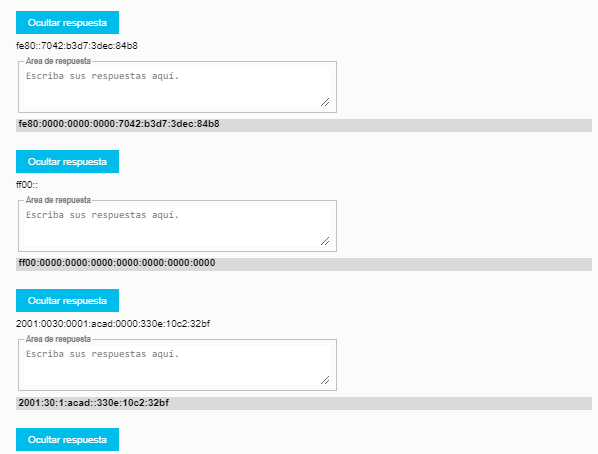 Ocultar respuesta
fe80::7042:b3d7:3dec:84b8
Área de respuesta
Escriba sus respuestas aquí.
fe80:0000:0000:0000:7042:b3d7:3dec:84b8
Ocultar respuesta
ff00::
Área de respuesta
Escriba sus respuestas aquí.
ff00:0000:0000:0000:0000:0000:0000:0000
Ocultar respuesta
2001:0030:0001:acad:0000:330e:10c2:32bf
Área de respuesta
Escriba sus respuestas aquí.
2001:30:1:acad::330e:10c2:32bf
Ocultar respuesta